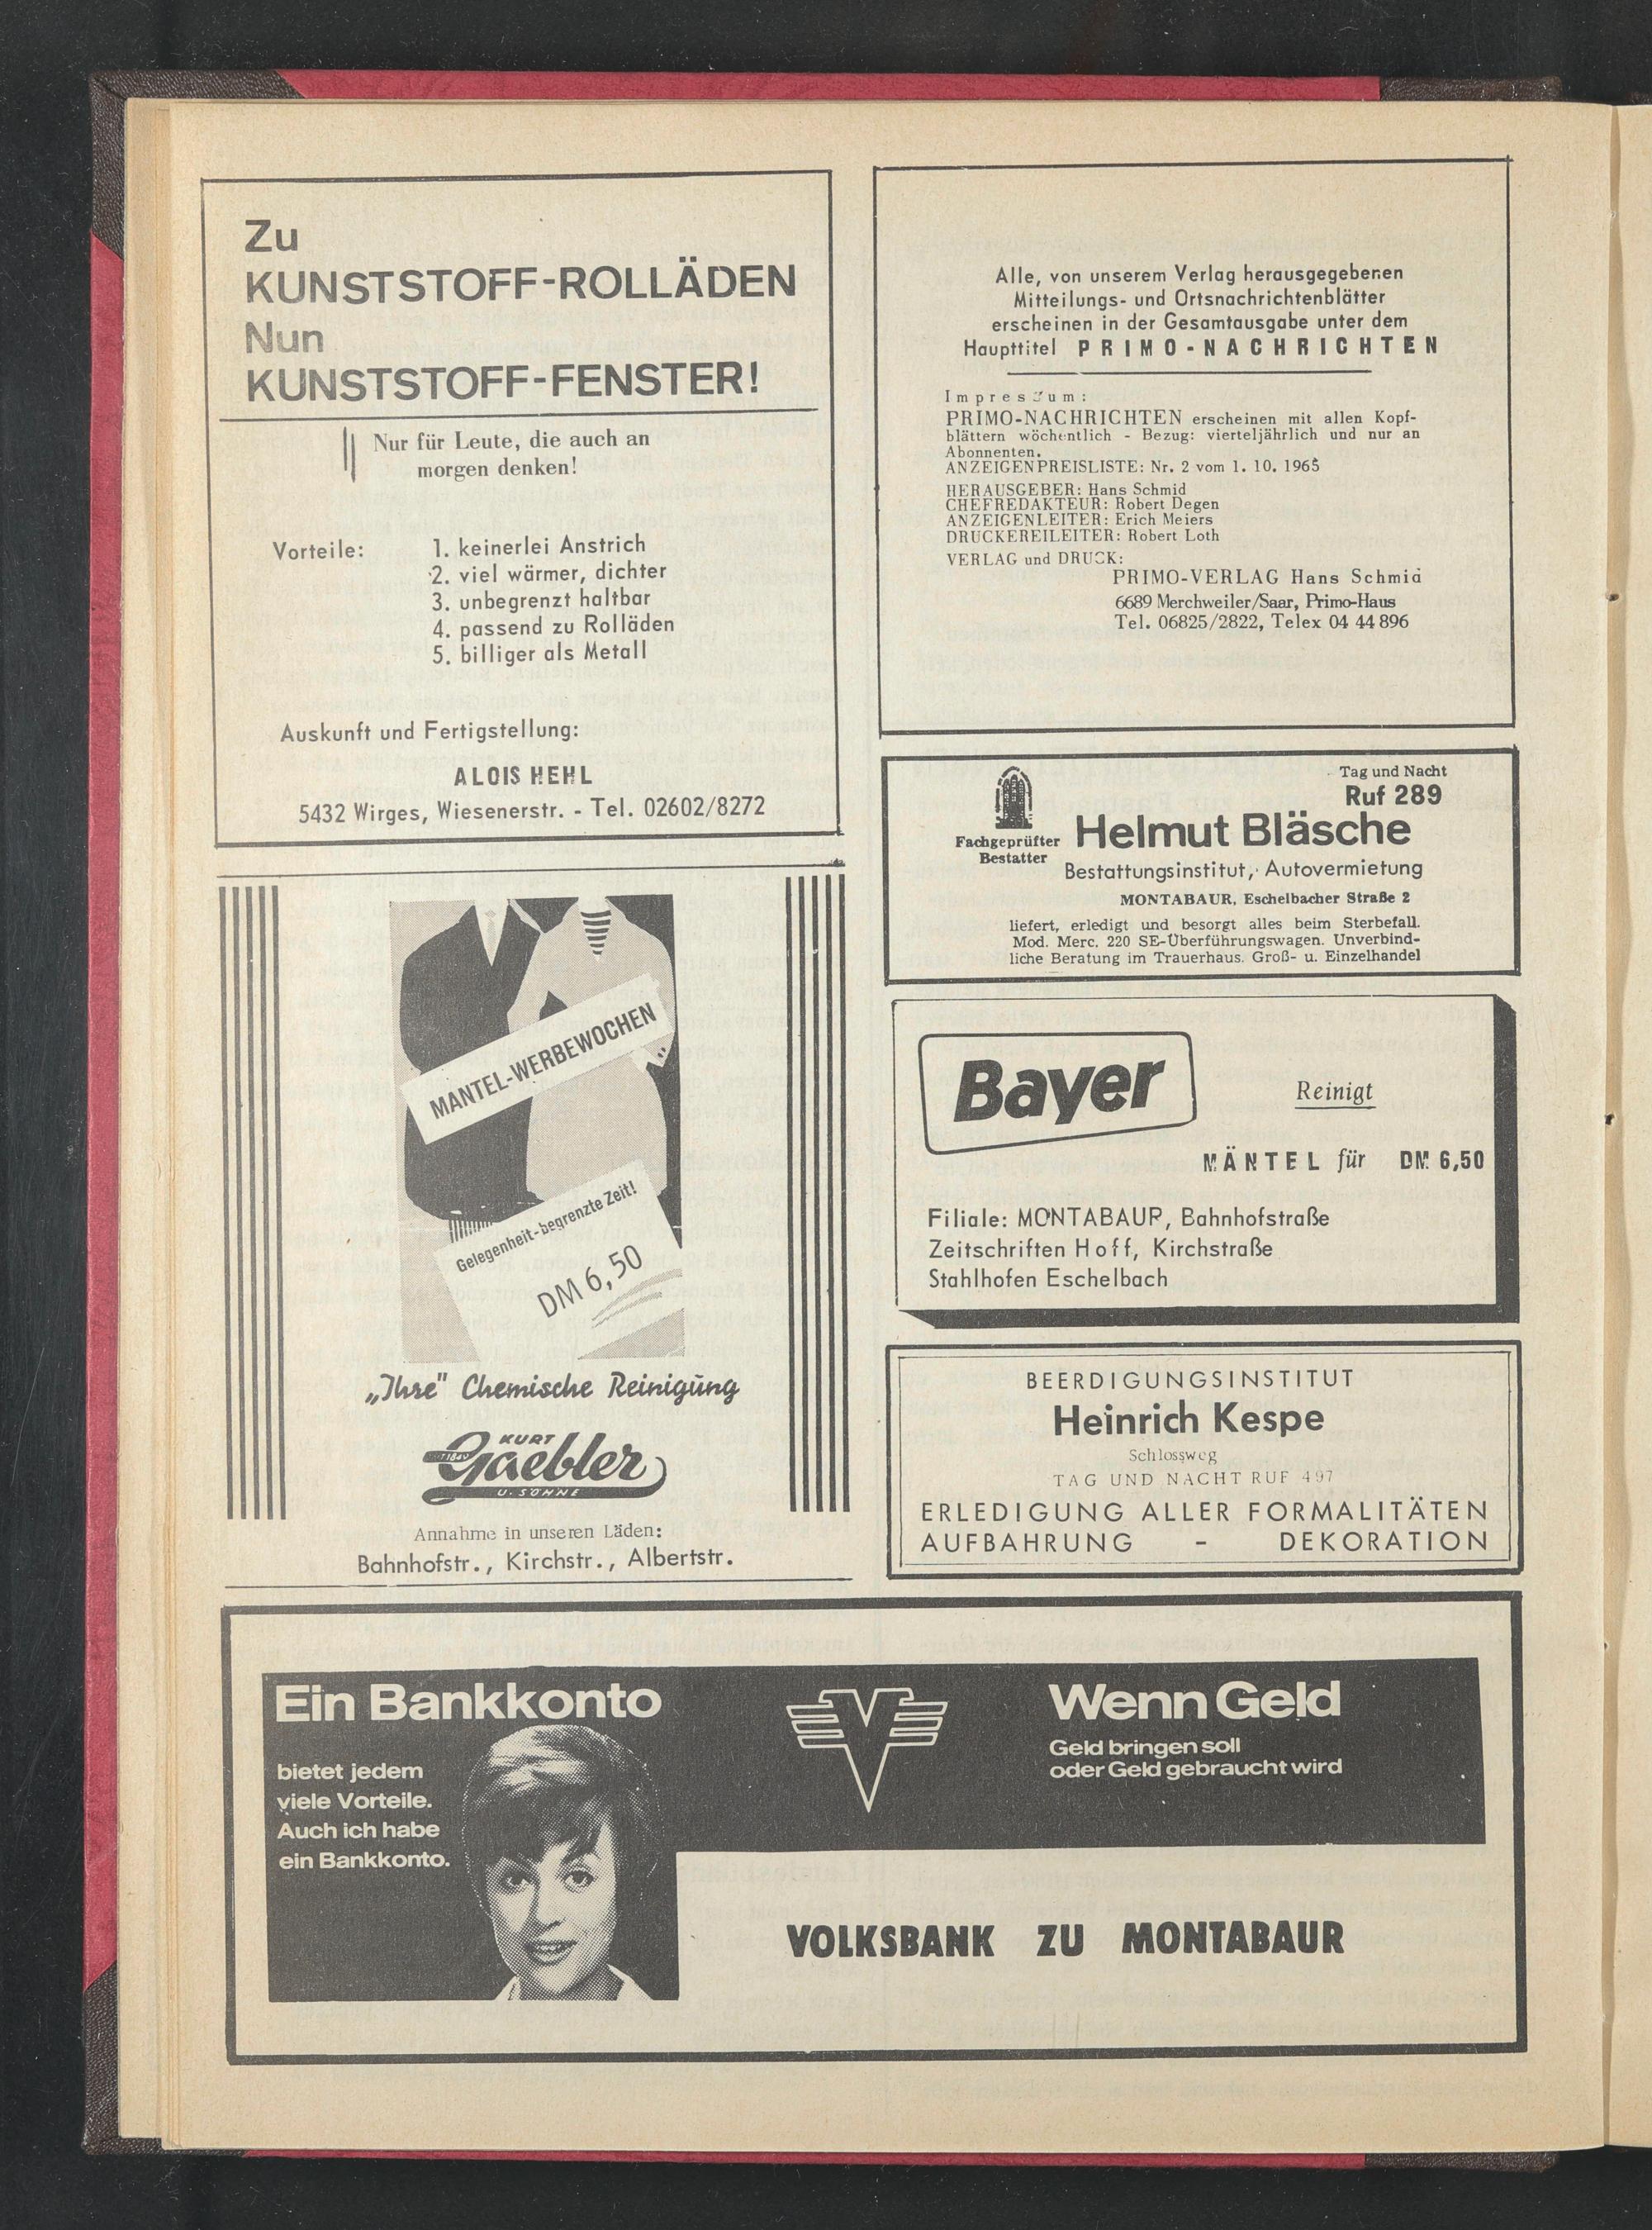 Zu
KUNSTSTOFF-ROLLÄDEN
Nun
KUNSTSTOFF-FENSTER!
Nur für Leute, die auch an
morgen denken!
Vorteile: 1. keinerlei Anstrich
2. viel wärmer, dichter
3. unbegrenzt haltbar
4. passend zu Rolläden
5. billiger als Metall
Auskunft und Fertigstellung:
ALOIS HEHL
5432 Wirges, Wiesenerstr. - Tel. 02602/8272
MANTEL-WERBEWOCHEN
Gelegenheit-begrenzte Zeit!
DM 6,50
„Ihre" Chemische Reinigung
KURT
Gaebler
U. SÖHNE
Annahme in unseren Läden:
Bahnhofstr., Kirchstr., Albertstr.
Alle, von unserem Verlag herausgegebenen
Mitteilungs- und Ortsnachrichtenblätter
erscheinen in der Gesamtausgabe unter dem
Haupttitel PRIMO-NACHRICHTEN
Impressum:
PRIMO-NACHRICHTEN erscheinen mit allen Kopf-
blättern wöchentlich - Bezug: vierteljährlich und nur an
Abonnenten.
ANZEIGENPREISLISTE: Nr. 2 vom 1. 10. 1965
HERAUSGEBER: Hans Schmid
CHEFREDAKTEUR: Robert Degen
ANZEIGENLEITER: Erich Meiers
DRUCKEREILEITER: Robert Loth
VERLAG und DRUCK:
PRIMO-VERLAG Hans Schmid
6689 Merchweiler/Saar, Primo-Haus
Tel. 06825/2822, Telex 04 44 896
Tag und Nacht
Ruf 289
Fachgeprüfter
Bestatter
Helmut Bläsche
Bestattungsinstitut, Autovermietung
MONTABAUR, Eschelbacher Straße 2
liefert, erledigt und besorgt alles beim Sterbefall.
Mod. Merc. 220 SE-Überführungswagen. Unverbind-
liche Beratung im Trauerhaus. Groß- u. Einzelhandel
Bayer
Reinigt
MÄNTEL für DM 6,50
Filiale: MONTABAUR, Bahnhofstraße
Zeitschriften Hoff, Kirchstraße
Stahlhofen Eschelbach
BEERDIGUNGSINSTITUT
Heinrich Kespe
Schlossweg
TAG UND NACHT RUF 497
ERLEDIGUNG ALLER FORMALITÄTEN
AUFBAHRUNG - DEKORATION
Ein Bankkonto
bietet jedem
viele Vorteile.
Auch ich habe
ein Bankkonto.
Wenn Geld
Geld bringen soll
oder Geld gebraucht wird
VOLKSBANK ZU MONTABAUR